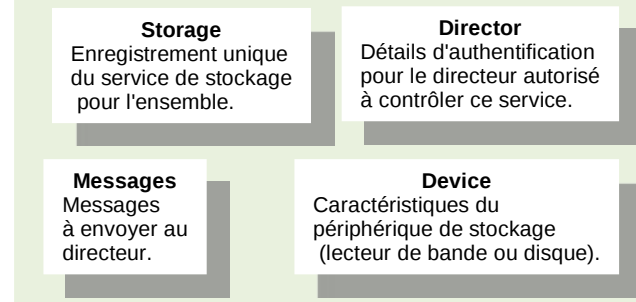 Storage
Enregistrement unique
du service de stockage
pour l'ensemble.
Director
Détails d'authentification
pour le directeur autorisé
à contrôler ce service.
Messages
Messages
à envoyer au
directeur.
Device
Caractéristiques du
périphérique de stockage
(lecteur de bande ou disque).